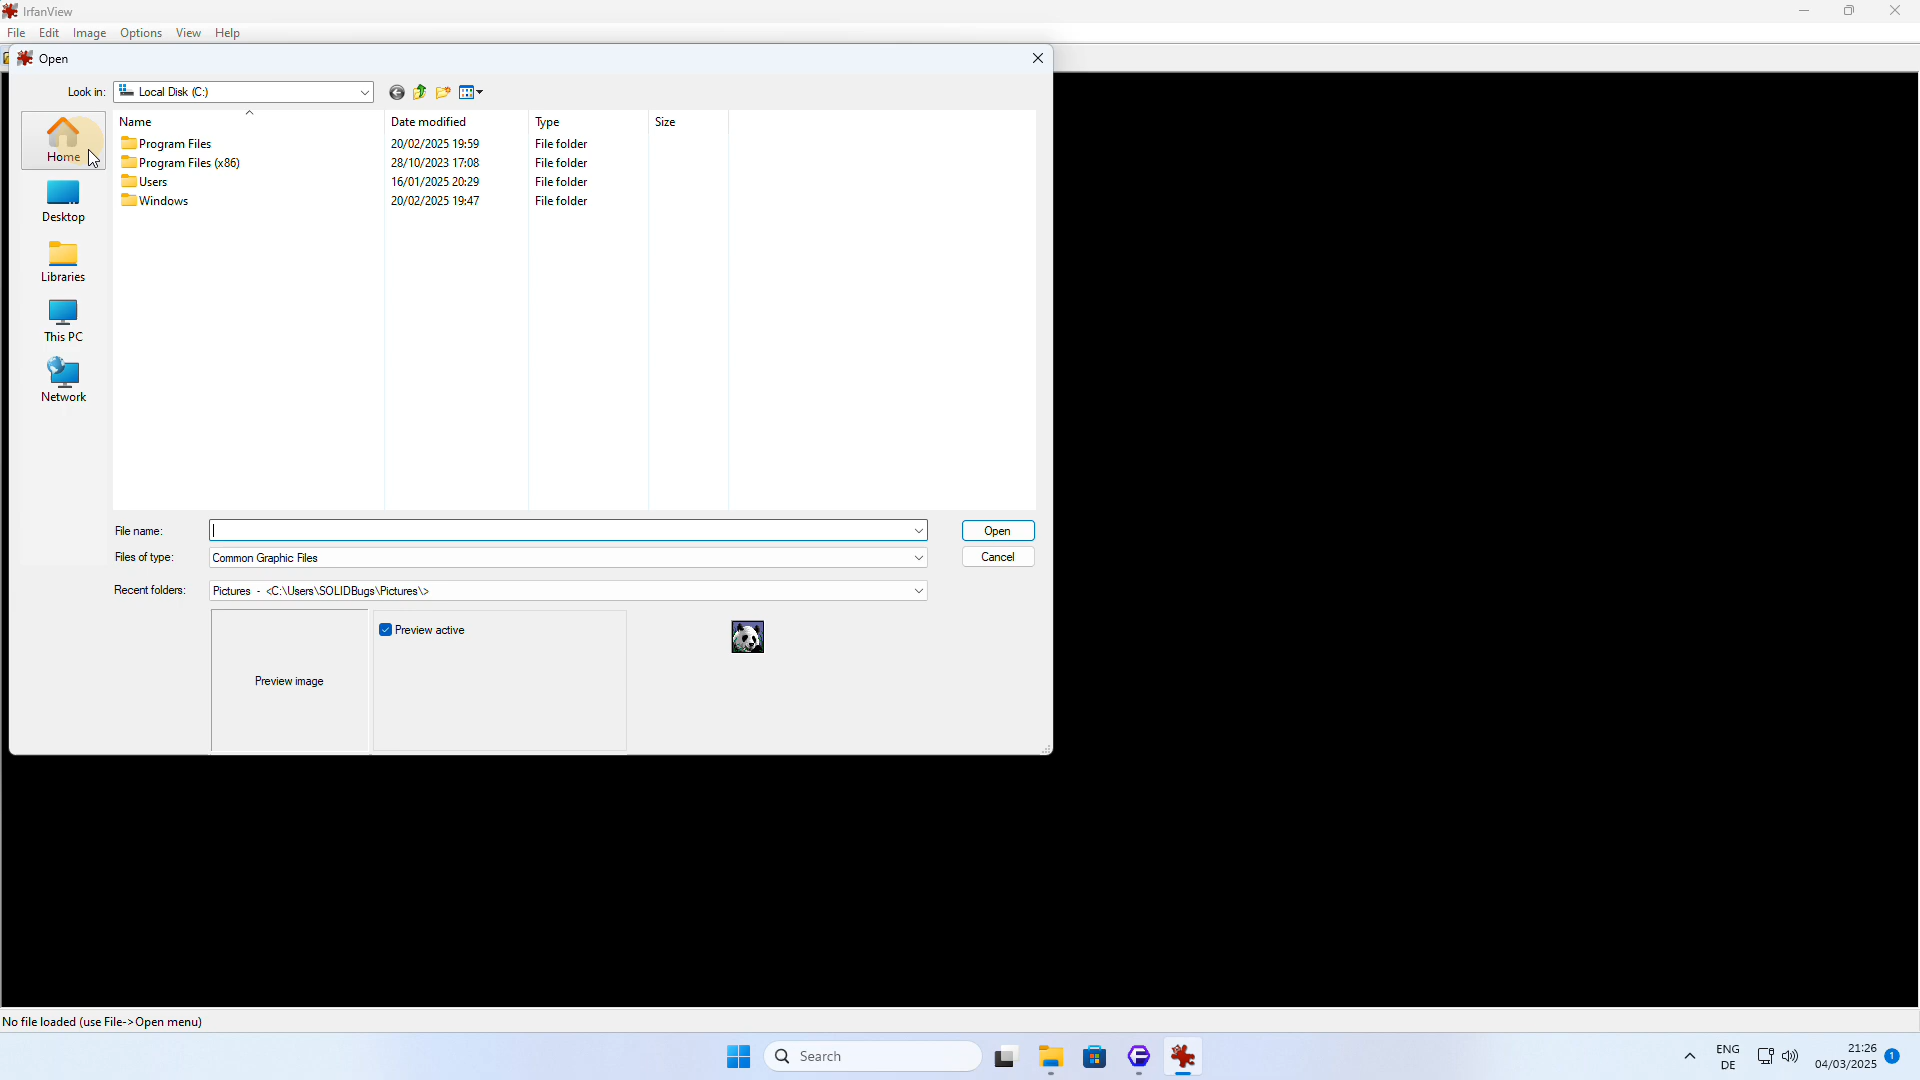 IrfanView
File Edit Image Options View Help
Open
Look in: Local Disk (C:)
Name Date modified Type Size
Program Files 20/02/2025 19:59 File folder
Program Files (x86) 28/10/2023 17:08 File folder
Users 16/01/2025 20:29 File folder
Windows 20/02/2025 19:47 File folder
Home
Desktop
Libraries
This PC
Network
File name: Open
Files of type: Common Graphic Files Cancel
Recent folders: Pictures - <C:\Users\SOLIDBugs\Pictures\>
Preview active
Preview image
No file loaded (use File->Open menu)
Search
ENG
DE
21:26
04/03/2025
1